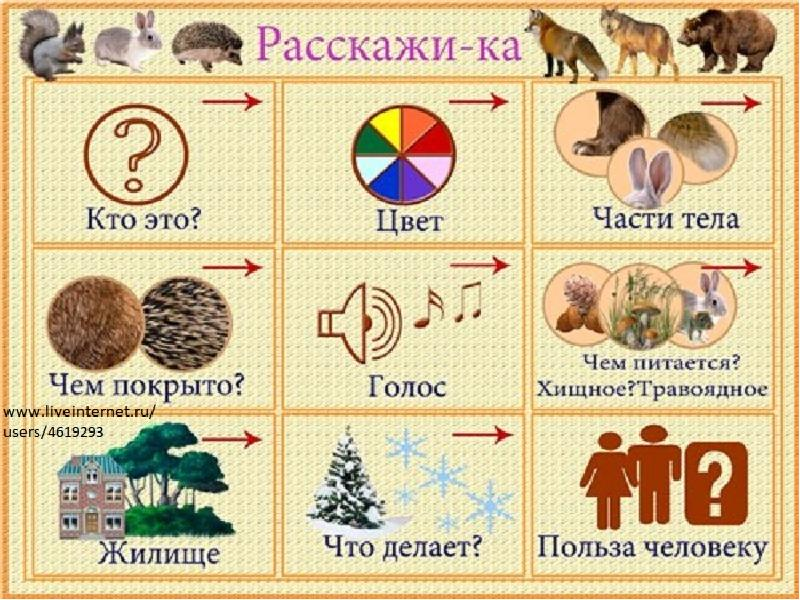 Расскажи-ка
?
Кто это?
Цвет
Части тела
Чем покрыто?
Голос
Чем питается?
Хищное?Травоядное
www.liveinternet.ru/
users/4619293
Жилище
Что делает?
?
Польза человеку